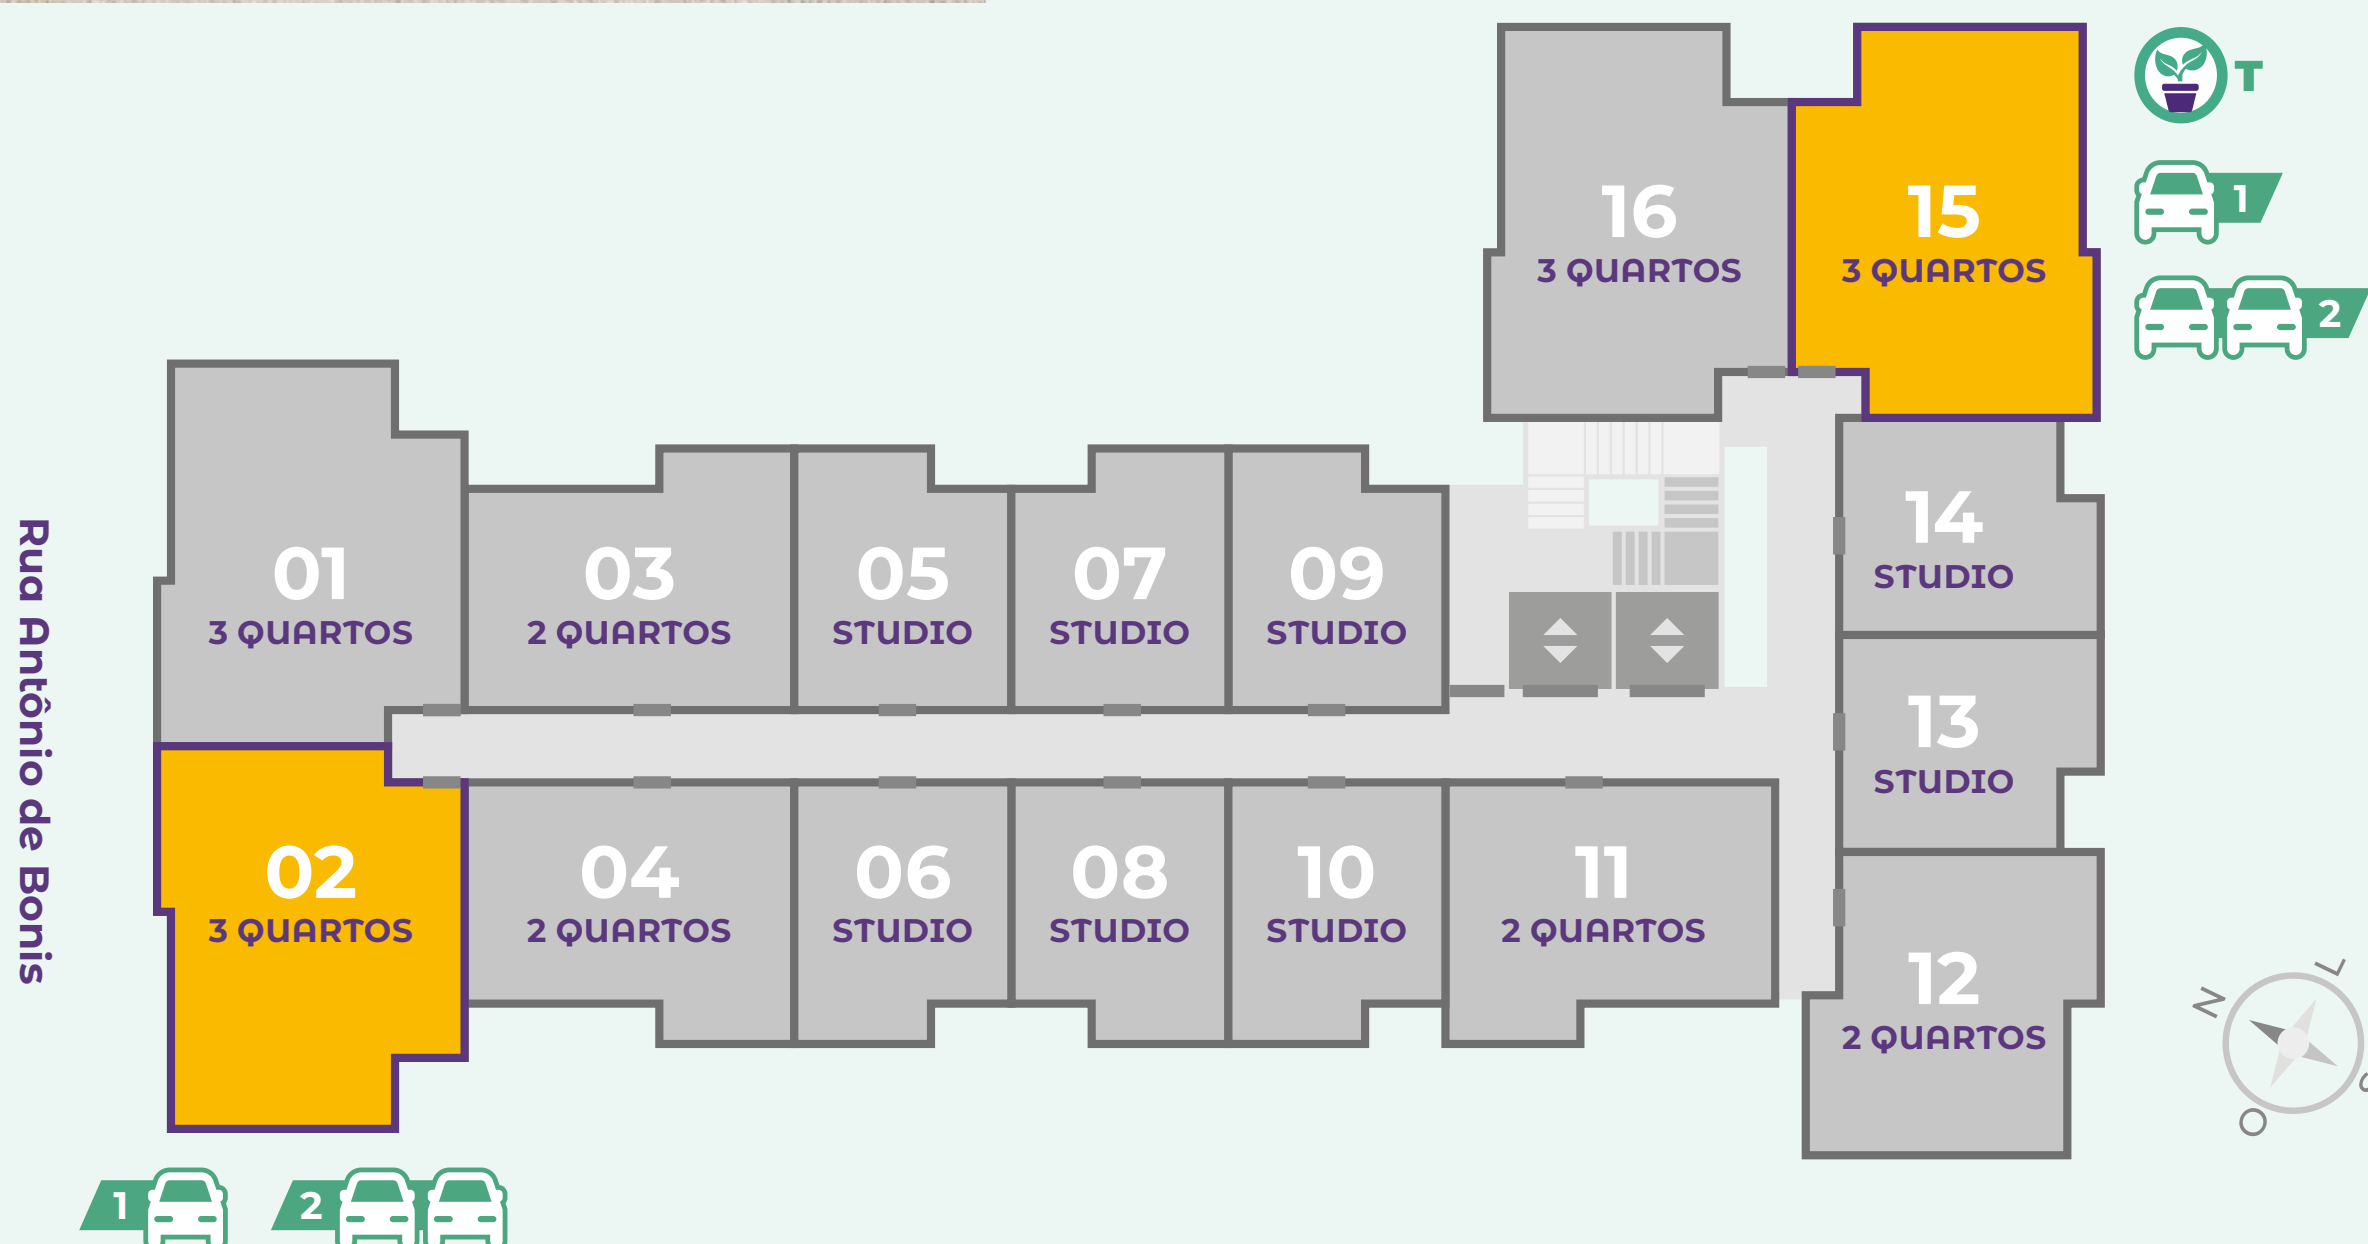 T
1
2
16
3 QUARTOS
15
3 QUARTOS
14
STUDIO
13
STUDIO
12
2 QUARTOS
01
3 QUARTOS
03
2 QUARTOS
05
STUDIO
07
STUDIO
09
STUDIO
02
3 QUARTOS
04
2 QUARTOS
06
STUDIO
08
STUDIO
10
STUDIO
11
2 QUARTOS
Rua Antônio de Bonis
N
L
O
1
2